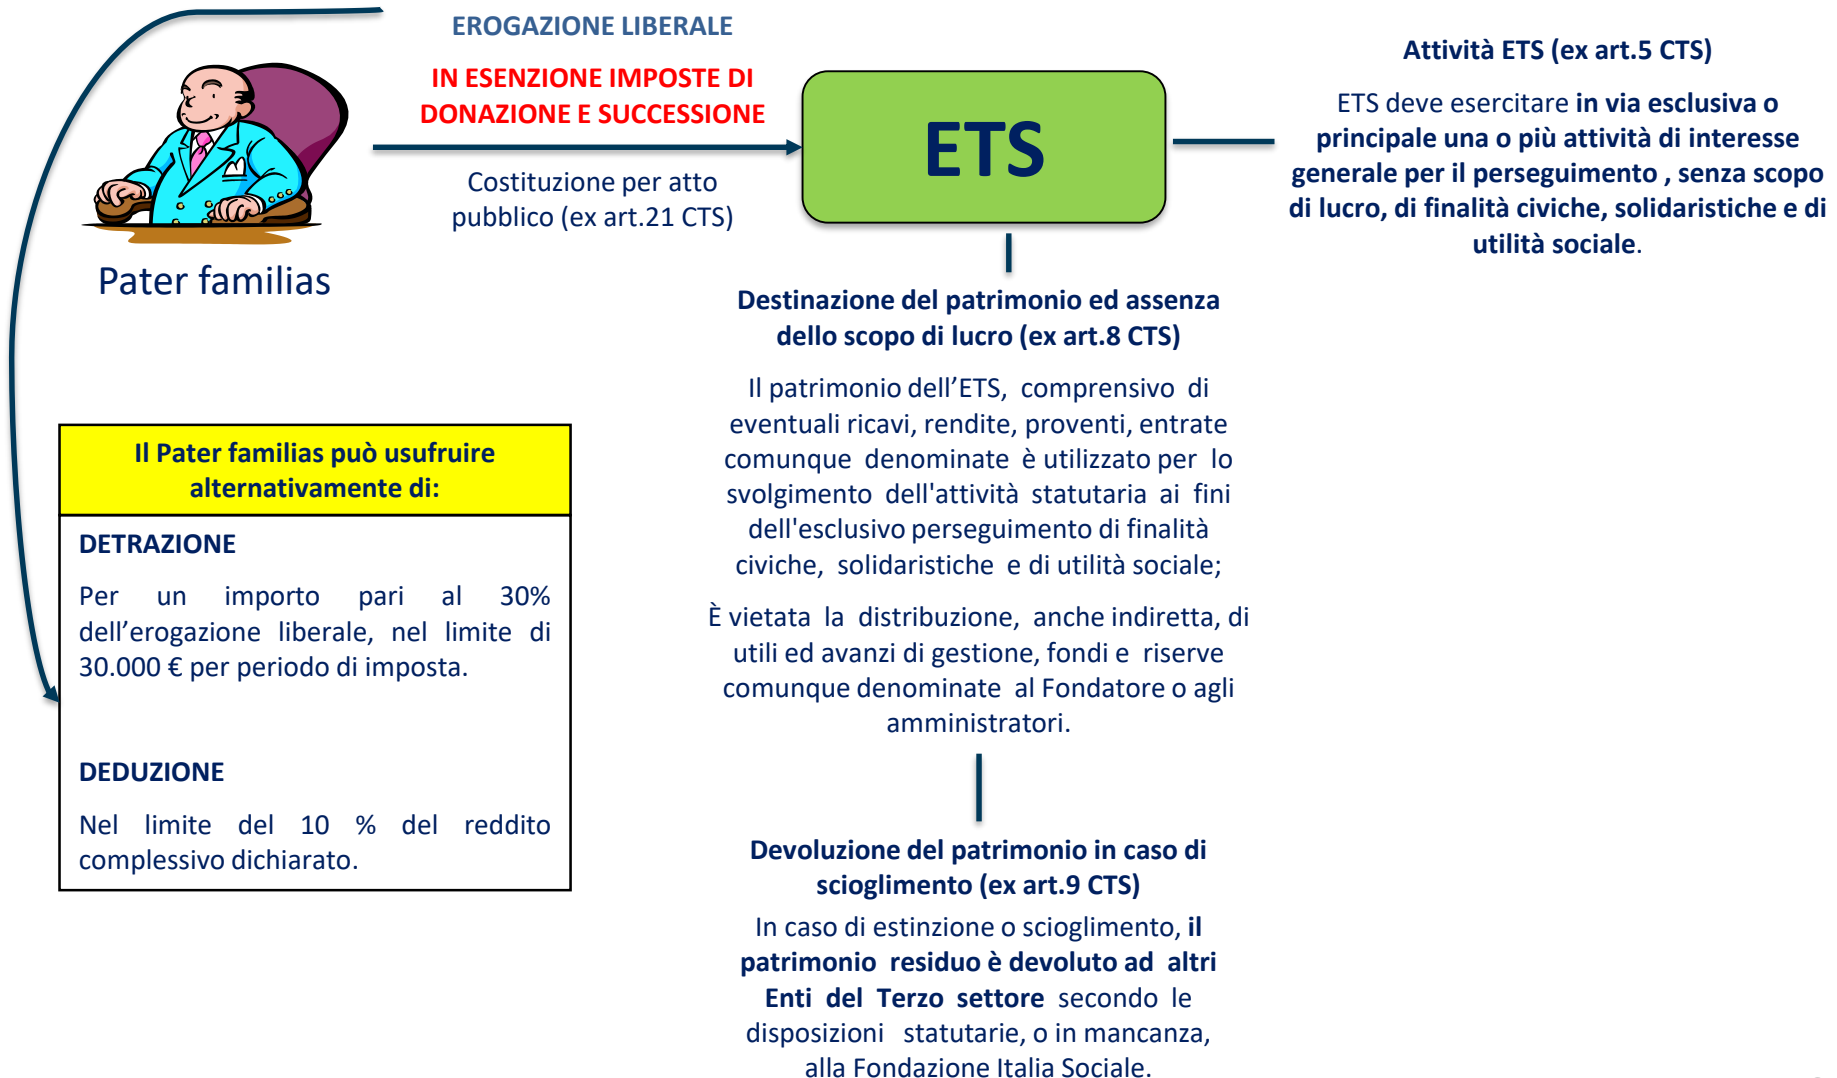 EROGAZIONE LIBERALE
IN ESENZIONE IMPOSTE DI
DONAZIONE E SUCCESSIONE
Costituzione per atto
pubblico (ex art.21 CTS)
Pater familias
ETS
Attività ETS (ex art.5 CTS)
ETS deve esercitare in via esclusiva o
principale una o più attività di interesse
generale per il perseguimento , senza scopo
di lucro, di finalità civiche, solidaristiche e di
utilità sociale.
Destinazione del patrimonio ed assenza
dello scopo di lucro (ex art.8 CTS)
Il patrimonio dell’ETS, comprensivo di
eventuali ricavi, rendite, proventi, entrate
comunque denominate è utilizzato per lo
svolgimento dell'attività statutaria ai fini
dell'esclusivo perseguimento di finalità
civiche, solidaristiche e di utilità sociale;
È vietata la distribuzione, anche indiretta, di
utili ed avanzi di gestione, fondi e riserve
comunque denominate al Fondatore o agli
amministratori.
Il Pater familias può usufruire
alternativamente di:
DETRAZIONE
Per un importo pari al 30%
dell’erogazione liberale, nel limite di
30.000 € per periodo di imposta.
DEDUZIONE
Nel limite del 10 % del reddito
complessivo dichiarato.
Devoluzione del patrimonio in caso di
scioglimento (ex art.9 CTS)
In caso di estinzione o scioglimento, il
patrimonio residuo è devoluto ad altri
Enti del Terzo settore secondo le
disposizioni statutarie, o in mancanza,
alla Fondazione Italia Sociale.